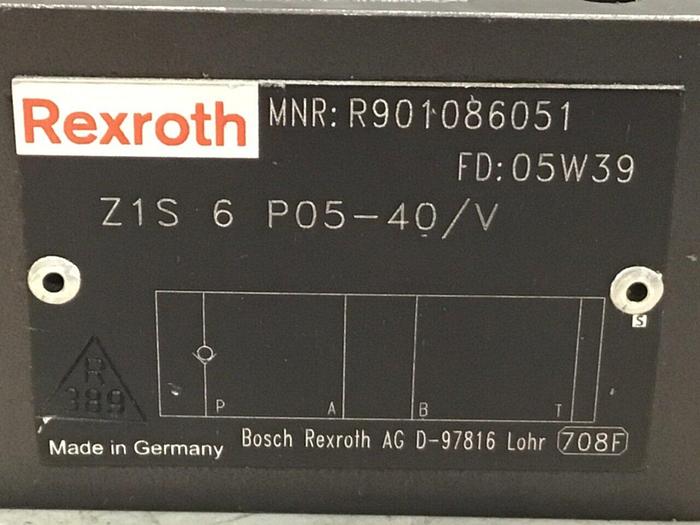 Rexroth MNR: R901086051
FD: 05W39
Z1S 6 P05-40/V
S
R
389
P A B T
Made in Germany Bosch Rexroth AG D-97816 Lohr 708F